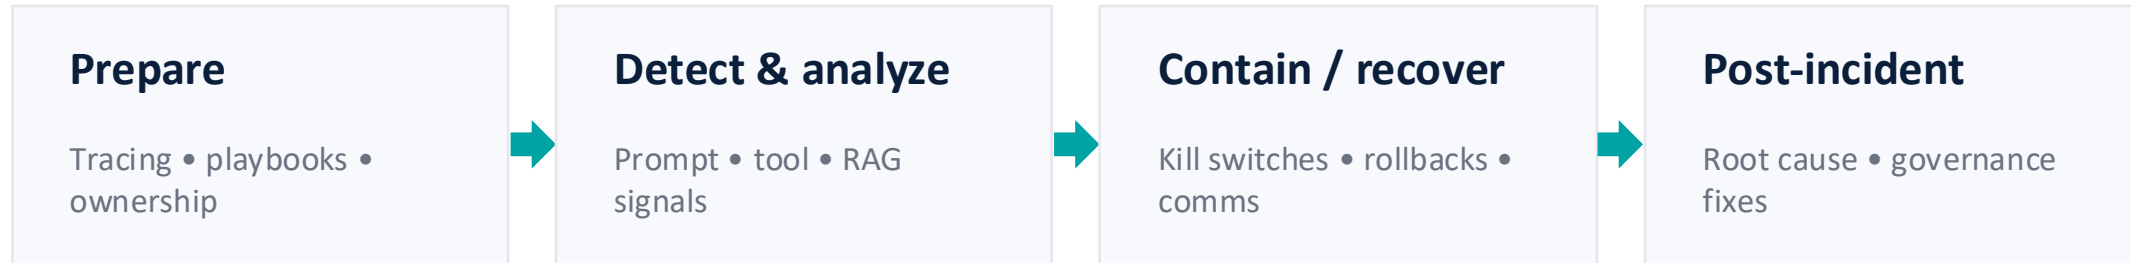 Prepare
Tracing • playbooks •
ownership
Detect & analyze
Prompt • tool • RAG
signals
Contain / recover
Kill switches • rollbacks •
comms
Post-incident
Root cause • governance
fixes